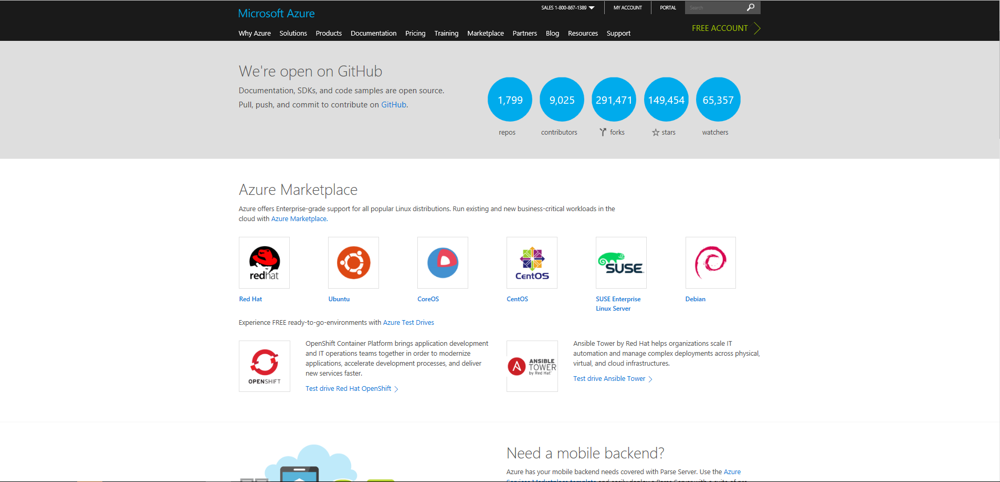 Microsoft Azure
SALES 1-800-867-1389
MY ACCOUNT
PORTAL
Search
FREE ACCOUNT
Why Azure Solutions Products Documentation Pricing Training Marketplace Partners Blog Resources Support
We're open on GitHub
Documentation, SDKs, and code samples are open source.
Pull, push, and commit to contribute on GitHub.
1,799 9,025 291,471 149,454 65,357
repos contributors forks stars watchers
Azure Marketplace
Azure offers Enterprise-grade support for all popular Linux distributions. Run existing and new business-critical workloads in the
cloud with Azure Marketplace.
redhat
CentOS
SUSE
Red Hat
Ubuntu
CoreOS
CentOS
SUSE Enterprise
Linux Server
Debian
Experience FREE ready-to-go-environments with Azure Test Drives
OPENSHIFT
OpenShift Container Platform brings application development
and IT operations teams together in order to modernize
applications, accelerate development processes, and deliver
new services faster.
Test drive Red Hat OpenShift
A
ANSIBLE
TOWER
by Red Hat
Ansible Tower by Red Hat helps organizations scale IT
automation and manage complex deployments across physical,
virtual, and cloud infrastructures.
Test drive Ansible Tower
Need a mobile backend?
Azure has your mobile backend needs covered with Parse Server. Use the Azure